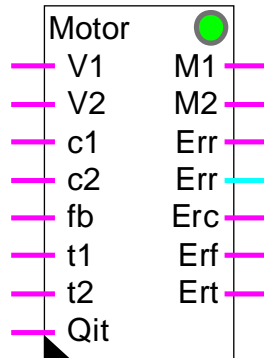 Motor
V1 M1
V2 M2
c1 Err
c2 Err
fb Erc
t1 Erf
t2 Ert
Qit